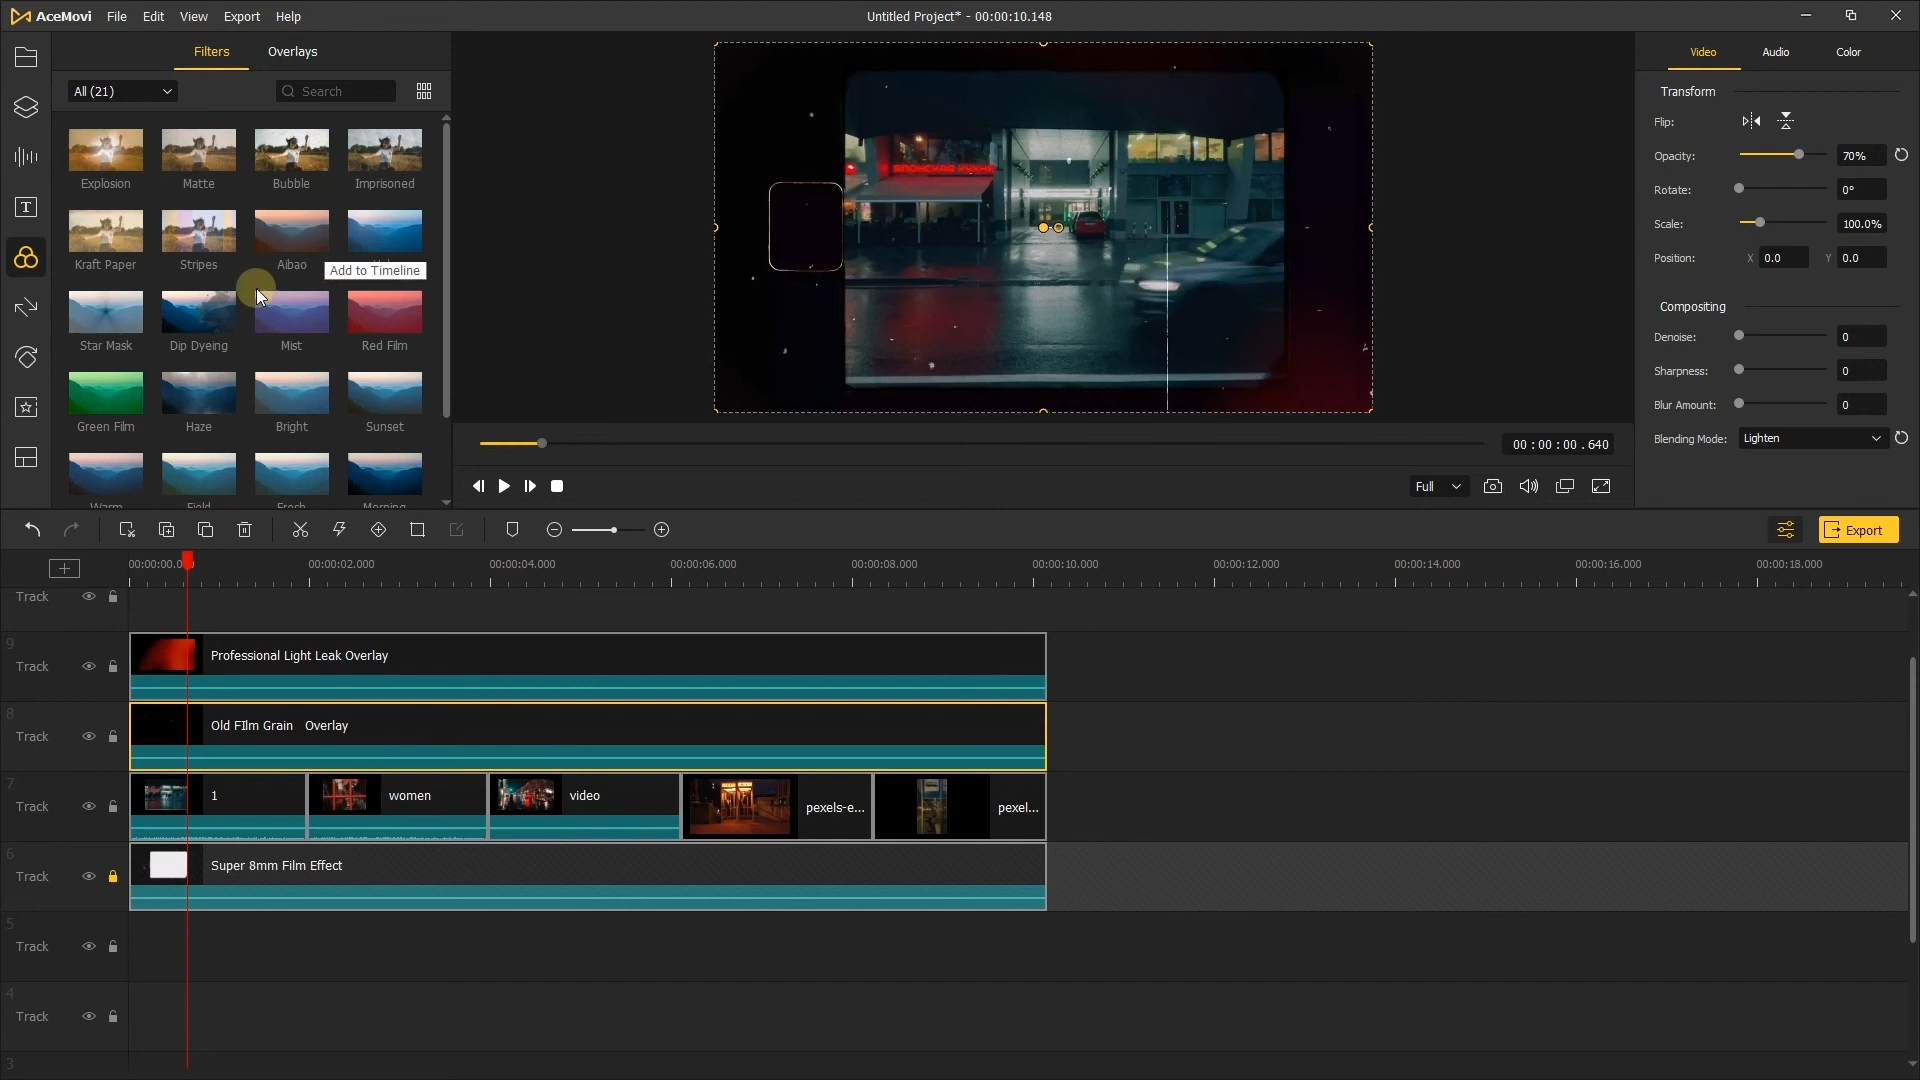 AceMovi File Edit View Export Help
Untitled Project* - 00:00:10.148
Filters Overlays
All (21) Search
Explosion Matte Bubble Imprisoned
Kraft Paper Stripes Aibao
Add to Timeline
Star Mask Dip Dyeing Mist Red Film
Green Film Haze Bright Sunset
Warm Field Fresh Morning
ЯПОНСКАЯ КУХНЯ
00 : 00 : 00 .640
Full
Video Audio Color
Transform
Flip:
Opacity: 70%
Rotate: 0°
Scale: 100.0%
Position: X 0.0 Y 0.0
Compositing
Denoise: 0
Sharpness: 0
Blur Amount: 0
Blending Mode: Lighten
Export
00:00:00.0 00:00:02.000 00:00:04.000 00:00:06.000 00:00:08.000 00:00:10.000 00:00:12.000 00:00:14.000 00:00:16.000 00:00:18.000
Track
9
Track Professional Light Leak Overlay
8
Track Old FIlm Grain Overlay
7
Track 1 women video pexels-e... pexel...
6
Track Super 8mm Film Effect
5
Track
4
Track
3